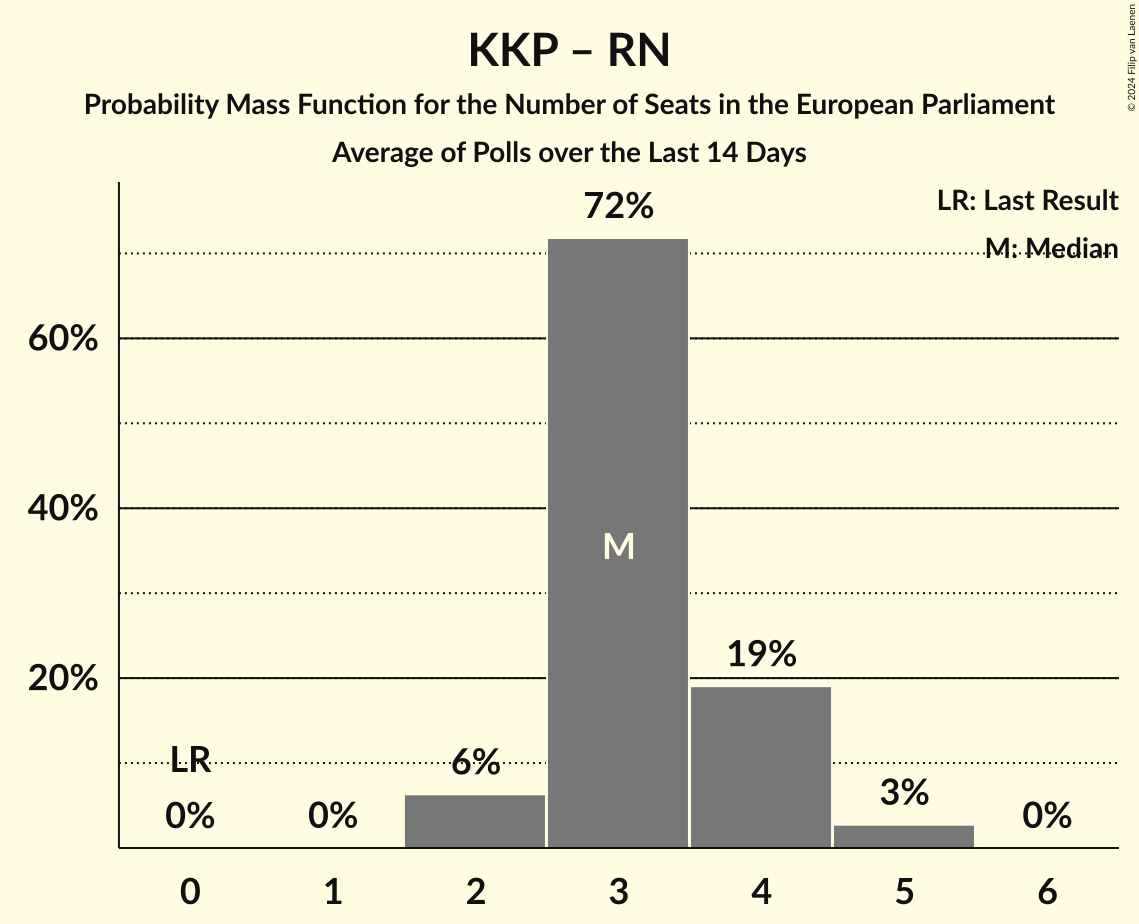 KKP – RN
Probability Mass Function for the Number of Seats in the European Parliament
Average of Polls over the Last 14 Days
© 2024 Filip van Laenen
LR: Last Result
M: Median
72%
60%
40%
M
19%
20%
LR
6%
3%
0%
0%
0%
0
1
2
3
4
5
6